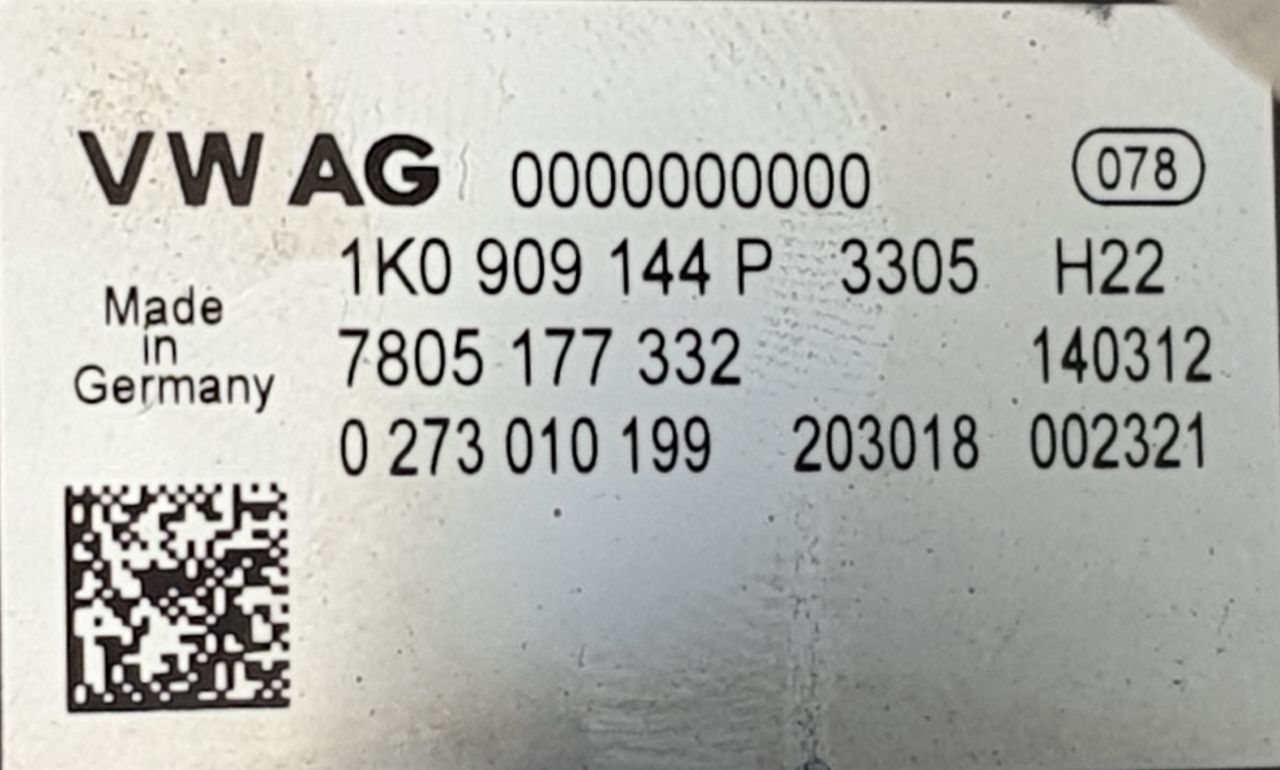 VW AG 0000000000 078
1K0 909 144 P 3305 H22
Made
in
Germany
7805 177 332 140312
0 273 010 199 203018 002321